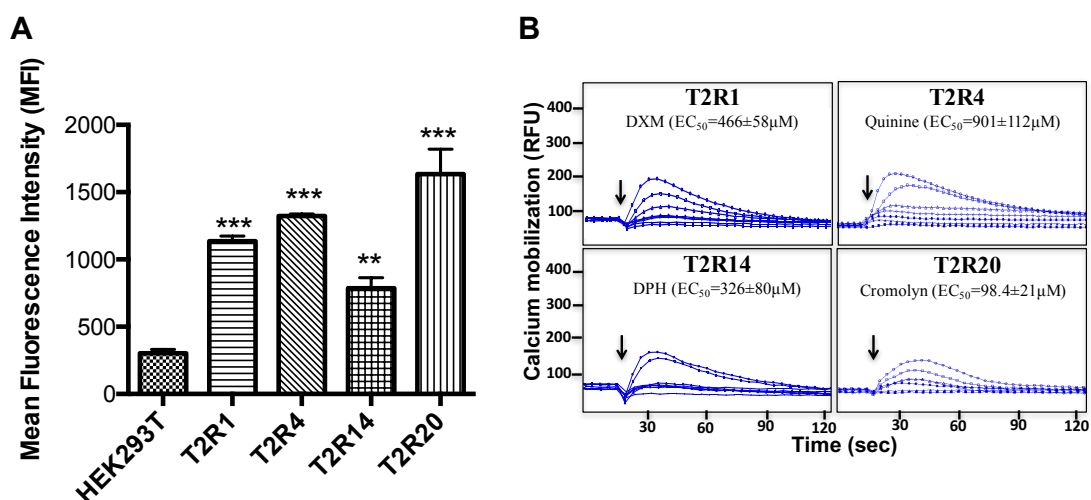 A
Mean Fluorescence Intensity (MFI)
2000
1500
1000
500
0
***
***
**
***
HEK293T
T2R1
T2R4
T2R14
T2R20
B
Calcium mobilization (RFU)
400
300
200
100
400
300
200
100
T2R1
DXM (EC50=466±58µM)
T2R4
Quinine (EC50=901±112µM)
T2R14
DPH (EC50=326±80µM)
T2R20
Cromolyn (EC50=98.4±21µM)
30 60 90 120
30 60 90 120
Time (sec)